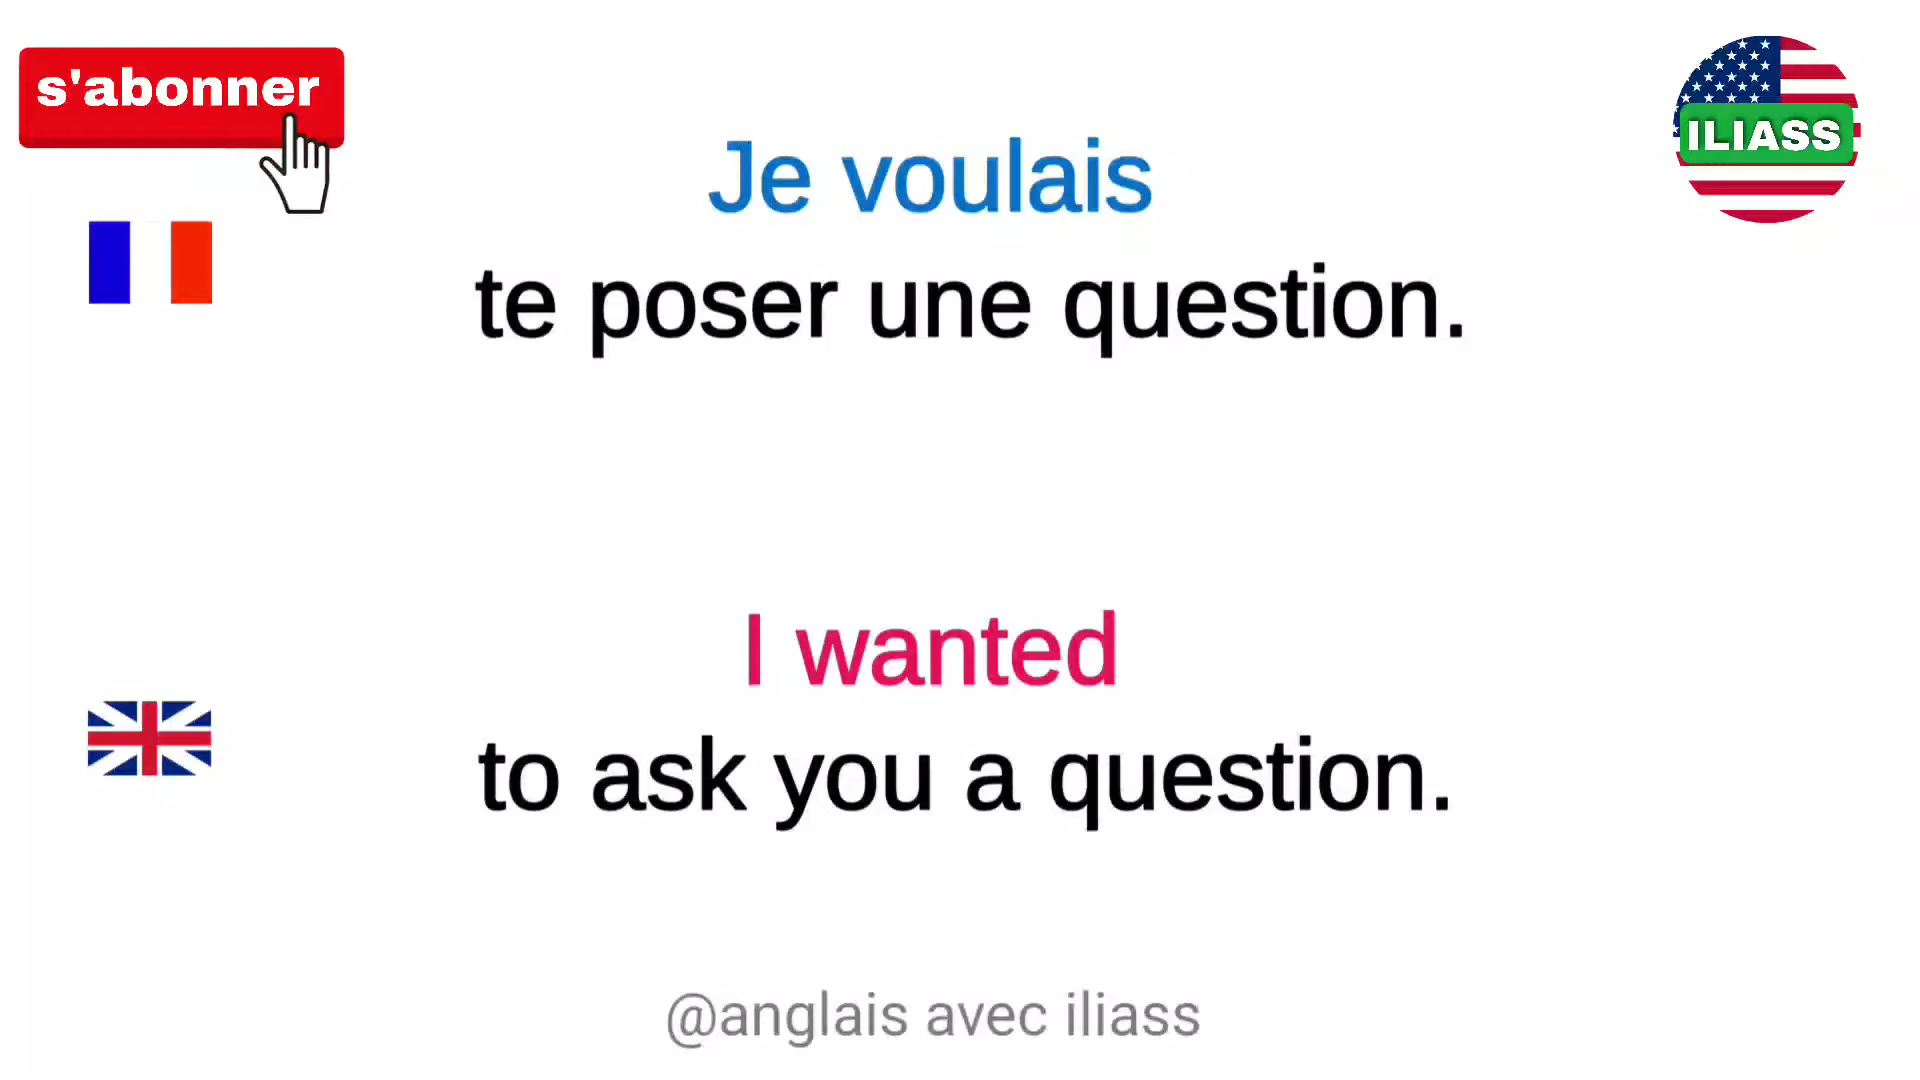 s'abonner
ILIASS
Je voulais
te poser une question.
I wanted
to ask you a question.
@anglais avec iliass